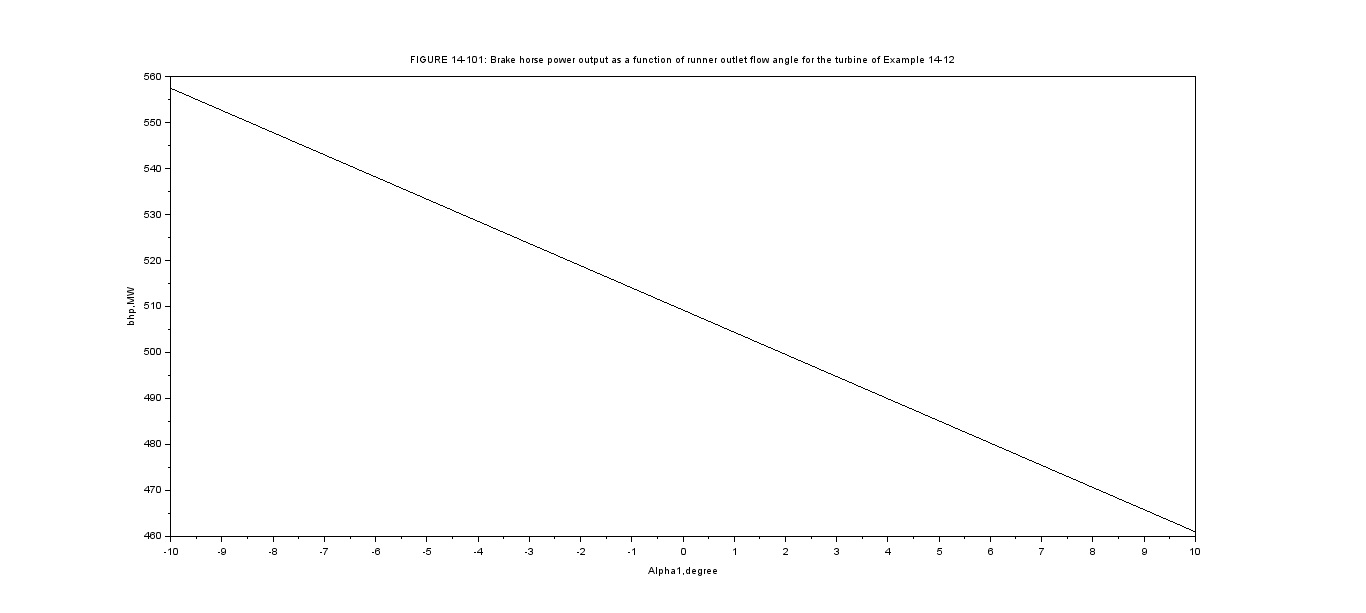 FIGURE 14-101: Brake horse power output as a function of runner outlet flow angle for the turbine of Example 14-12
560
550
540
530
520
510
500
490
480
470
460
bhp,MW
-10 -9 -8 -7 -6 -5 -4 -3 -2 -1 0 1 2 3 4 5 6 7 8 9 10
Alpha1,degree